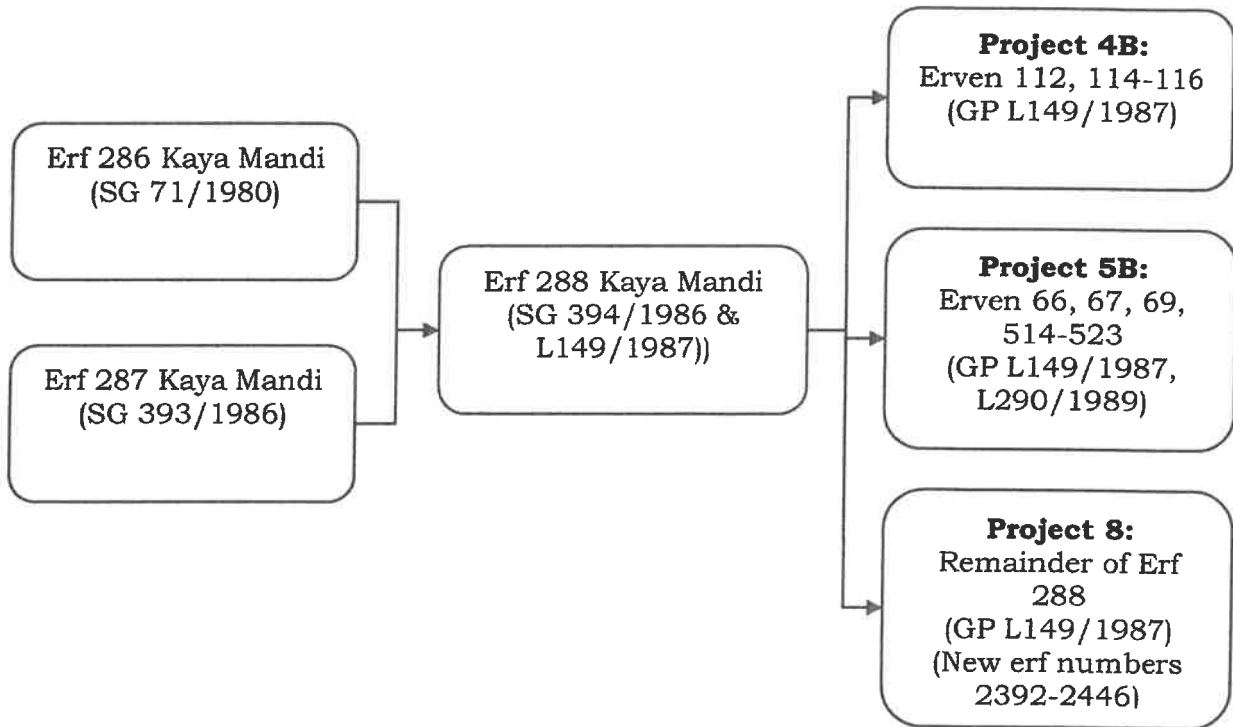 Erf 286 Kaya Mandi
(SG 71/1980)
Erf 287 Kaya Mandi
(SG 393/1986)
Erf 288 Kaya Mandi
(SG 394/1986 &
L149/1987))
Project 4B:
Erven 112, 114-116
(GP L149/1987)
Project 5B:
Erven 66, 67, 69,
514-523
(GP L149/1987,
L290/1989)
Project 8:
Remainder of Erf
288
(GP L149/1987)
(New erf numbers
2392-2446)